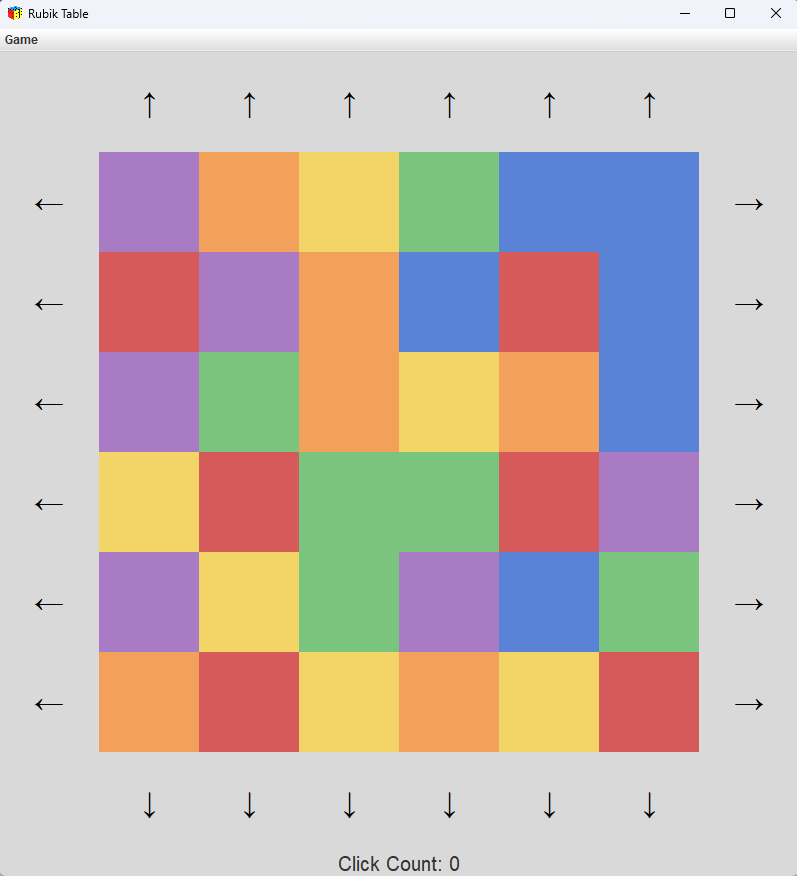 Rubik Table
Game
↑ ↑ ↑ ↑ ↑ ↑
← →
← →
← →
← →
← →
← →
↓ ↓ ↓ ↓ ↓ ↓
Click Count: 0